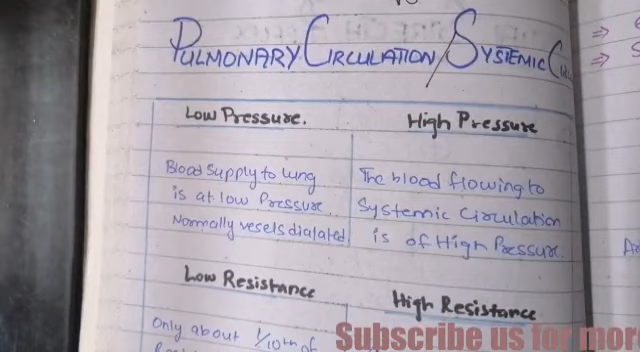 PULMONARY CIRCULATION / SYSTEMIC
Low Pressure.
High Pressure
Blood Supply to lung
is at low Pressure.
Normally vesels dialated
The blood flowing to
Systemic Circulation
is of High Pressure.
Low Resistance
High Resistance
Only about 1/10th of
Subscribe us for mor